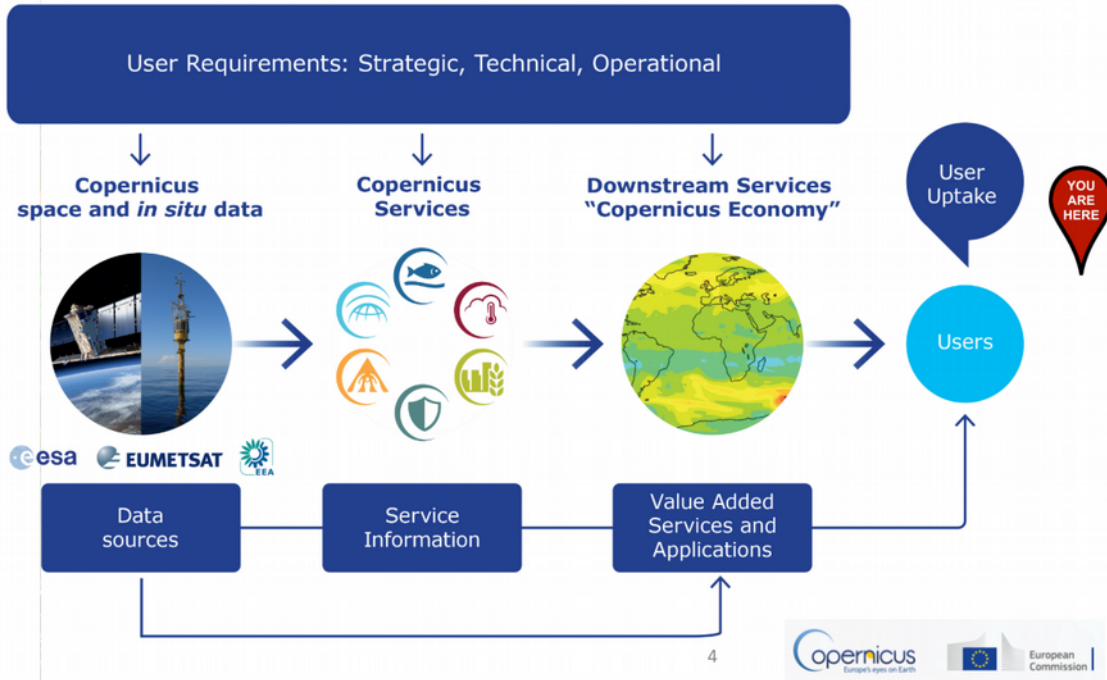 User Requirements: Strategic, Technical, Operational
Copernicus
space and in situ data
Copernicus
Services
Downstream Services
“Copernicus Economy”
User
Uptake
YOU
ARE
HERE
Users
esa
EUMETSAT
EEA
Data
sources
Service
Information
Value Added
Services and
Applications
4
opernicus
Europe's eyes on Earth
European
Commission